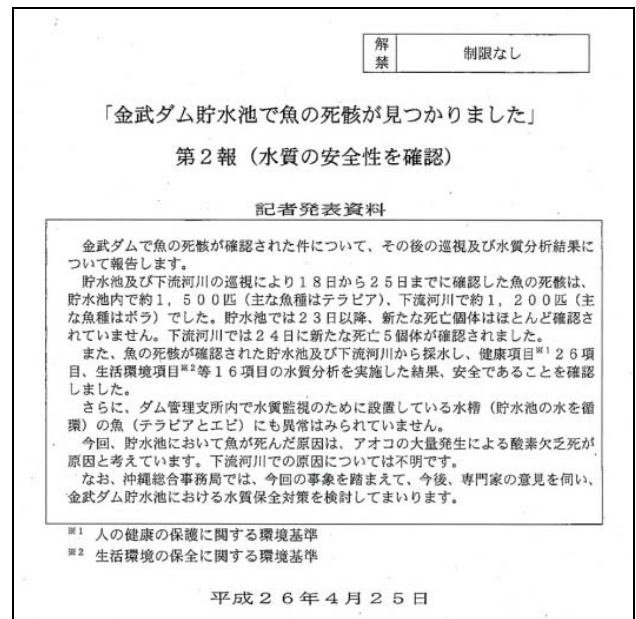 解禁
制限なし
「金武ダム貯水池で魚の死骸が見つかりました」
第２報（水質の安全性を確認）
記者発表資料
金武ダムで魚の死骸が確認された件について、その後の巡視及び水質分析結果に
ついて報告します。
貯水池及び下流河川の巡視により１８日から２５日までに確認した魚の死骸は、
貯水池内で約１，５００匹（主な魚種はテラピア）、下流河川で約１，２００匹（主
な魚種はボラ）でした。貯水池では２３日以降、新たな死亡個体はほとんど確認さ
れていません。下流河川では２４日に新たな死亡５個体が確認されました。
また、魚の死骸が確認された貯水池及び下流河川から採水し、健康項目※１２６項
目、生活環境項目※２等１６項目の水質分析を実施した結果、安全であることを確認
しました。
さらに、ダム管理支所内で水質監視のために設置している水槽（貯水池の水を循
環）の魚（テラピアとエビ）にも異常はみられていません。
今回、貯水池において魚が死んだ原因は、アオコの大量発生による酸素欠乏死が
原因と考えています。下流河川での原因については不明です。
なお、沖縄総合事務局では、今回の事象を踏まえて、今後、専門家の意見を伺い、
金武ダム貯水池における水質保全対策を検討してまいります。
※１ 人の健康の保護に関する環境基準
※２ 生活環境の保全に関する環境基準
平成２６年４月２５日